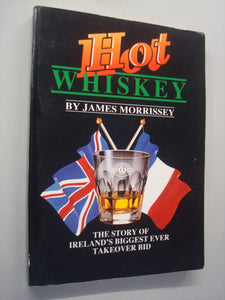 Hot
WHISKEY
BY JAMES MORRISSEY
THE STORY OF
IRELAND'S BIGGEST EVER
TAKEOVER BID